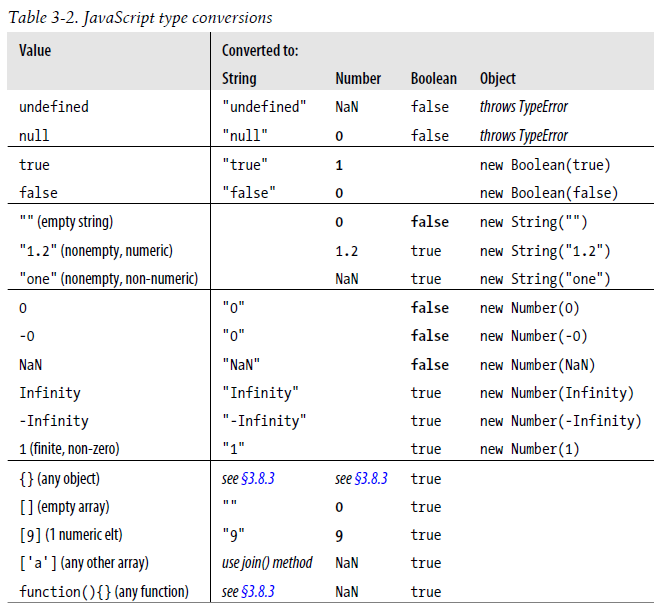 Table 3-2. JavaScript type conversions
Value Converted to:
String Number Boolean Object
undefined "undefined" NaN false throws TypeError
null "null" 0 false throws TypeError
true "true" 1 new Boolean(true)
false "false" 0 new Boolean(false)
"" (empty string) 0 false new String("")
"1.2" (nonempty, numeric) 1.2 true new String("1.2")
"one" (nonempty, non-numeric) NaN true new String("one")
0 "0" false new Number(0)
-0 "0" false new Number(-0)
NaN "NaN" false new Number(NaN)
Infinity "Infinity" true new Number(Infinity)
-Infinity "-Infinity" true new Number(-Infinity)
1 (finite, non-zero) "1" true new Number(1)
{} (any object) see §3.8.3 see §3.8.3 true
[] (empty array) "" 0 true
[9] (1 numeric elt) "9" 9 true
['a'] (any other array) use join() method NaN true
function(){} (any function) see §3.8.3 NaN true